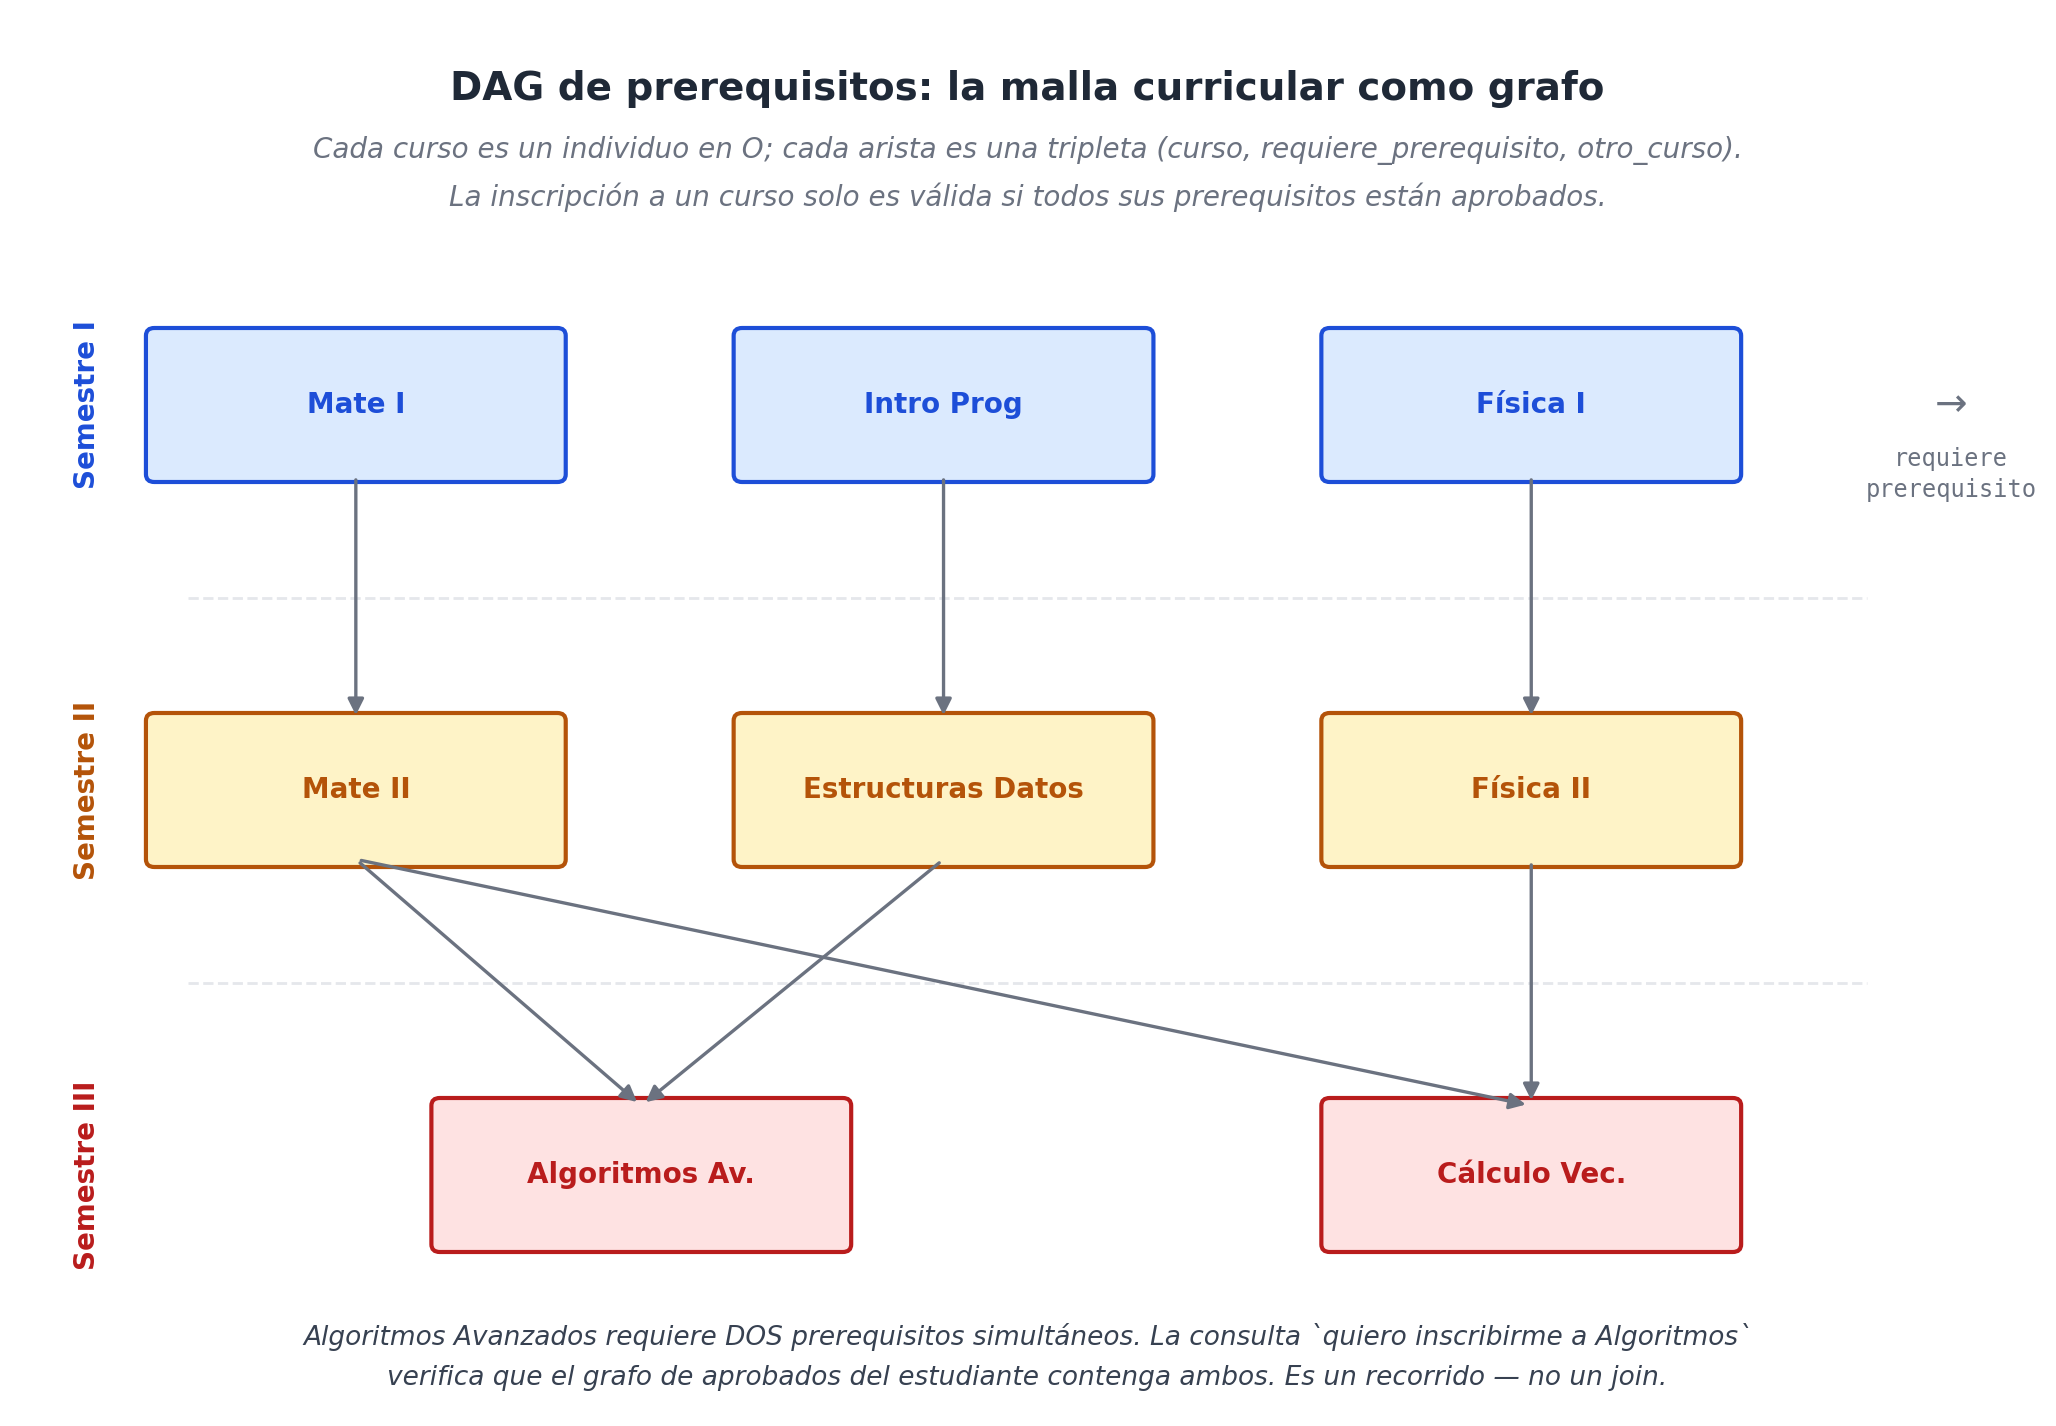 DAG de prerequisitos: la malla curricular como grafo
Cada curso es un individuo en O; cada arista es una tripleta (curso, requiere_prerequisito, otro_curso).
La inscripción a un curso solo es válida si todos sus prerequisitos están aprobados.
Semestre I
Mate I
Intro Prog
Física I
→
requiere
prerequisito
Semestre II
Mate II
Estructuras Datos
Física II
Semestre III
Algoritmos Av.
Cálculo Vec.
Algoritmos Avanzados requiere DOS prerequisitos simultáneos. La consulta `quiero inscribirme a Algoritmos`
verifica que el grafo de aprobados del estudiante contenga ambos. Es un recorrido — no un join.